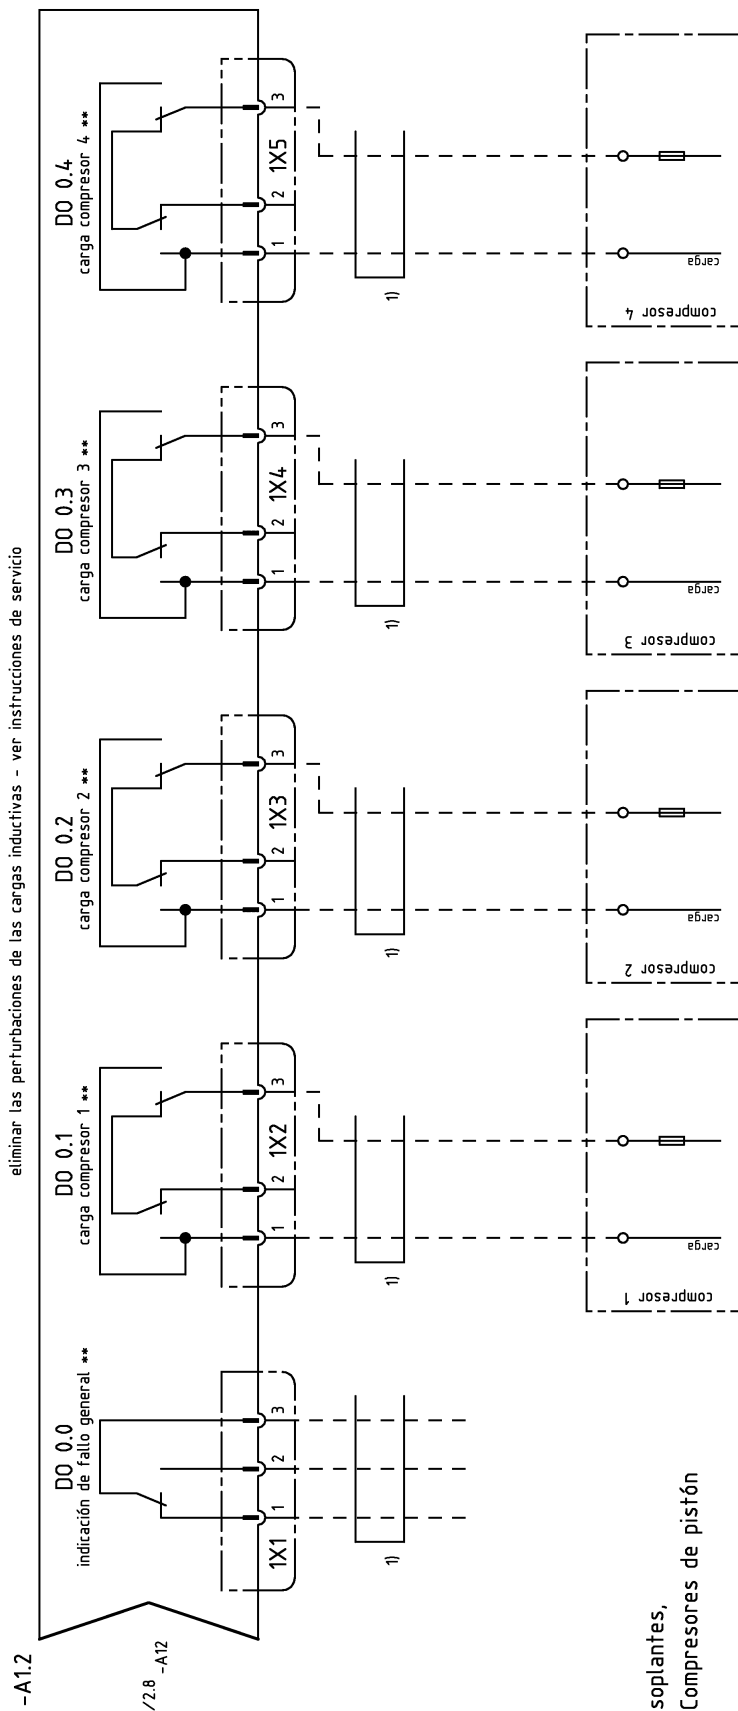 eliminar las perturbaciones de las cargas inductivas - ver instrucciones de servicio
-A1.2
/2.8 -A12
DO 0.0
indicación de fallo general **
1X1
1
2
3
1)
DO 0.1
carga compresor 1 **
1
2
1X2
3
1)
DO 0.2
carga compresor 2 **
1
2
1X3
3
1)
DO 0.3
carga compresor 3 **
1
2
1X4
3
1)
DO 0.4
carga compresor 4 **
1
2
1X5
3
1)
soplantes,
Compresores de pistón
compresor 1
carga
compresor 2
carga
compresor 3
carga
compresor 4
carga